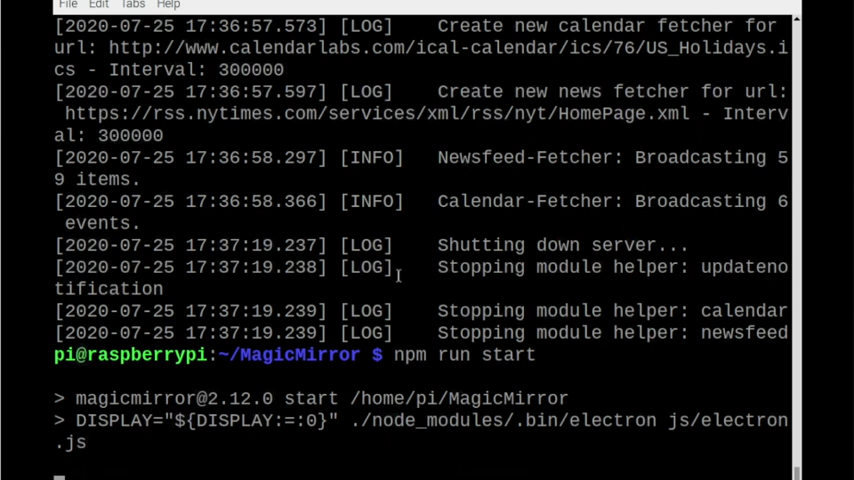 File Edit Tabs Help
[2020-07-25 17:36:57.573] [LOG] Create new calendar fetcher for
url: http://www.calendarlabs.com/ical-calendar/ics/76/US_Holidays.i
cs - Interval: 300000
[2020-07-25 17:36:57.597] [LOG] Create new news fetcher for url:
https://rss.nytimes.com/services/xml/rss/nyt/HomePage.xml - Interv
al: 300000
[2020-07-25 17:36:58.297] [INFO] Newsfeed-Fetcher: Broadcasting 5
9 items.
[2020-07-25 17:36:58.366] [INFO] Calendar-Fetcher: Broadcasting 6
events.
[2020-07-25 17:37:19.237] [LOG] Shutting down server...
[2020-07-25 17:37:19.238] [LOG] Stopping module helper: updateno
tification
[2020-07-25 17:37:19.239] [LOG] Stopping module helper: calendar
[2020-07-25 17:37:19.239] [LOG] Stopping module helper: newsfeed
pi@raspberrypi:~/MagicMirror $ npm run start
> magicmirror@2.12.0 start /home/pi/MagicMirror
> DISPLAY="${DISPLAY:=:0}" ./node_modules/.bin/electron js/electron
.js